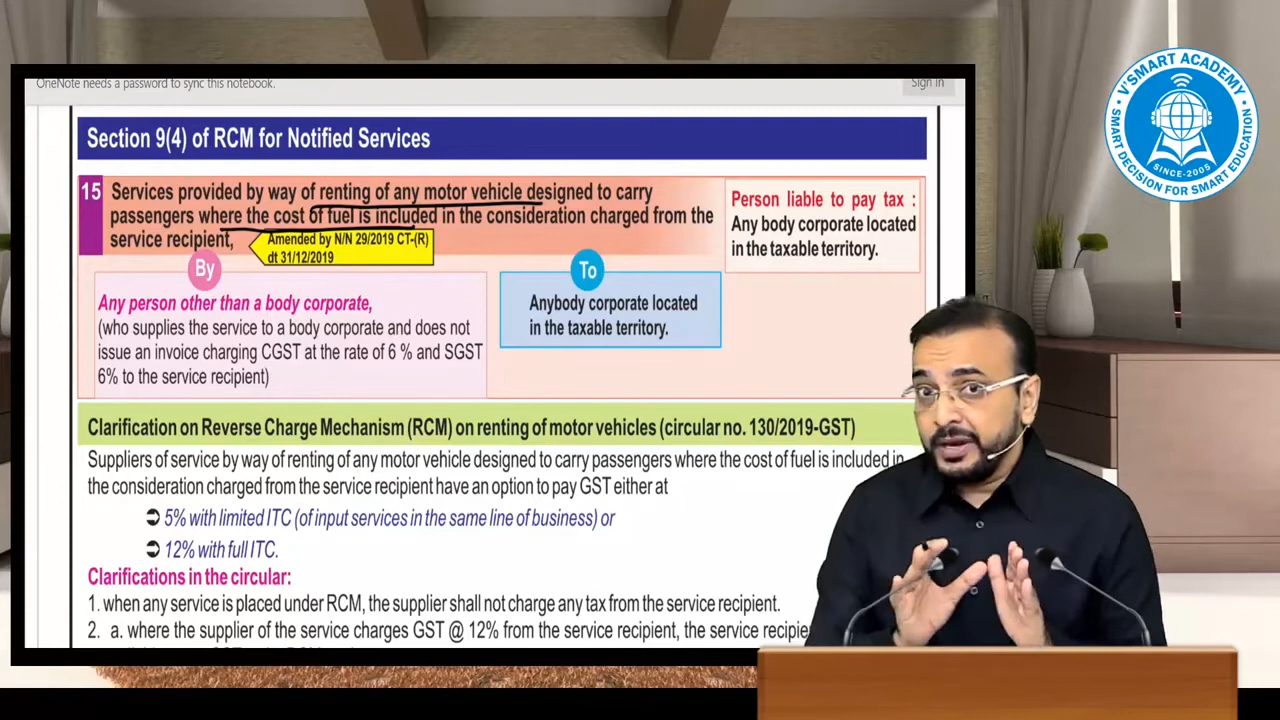 OneNote needs a password to sync this notebook.
Sign in
V'SMART ACADEMY
SINCE-2005
SMART DECISION FOR SMART EDUCATION
Section 9(4) of RCM for Notified Services
15
Services provided by way of renting of any motor vehicle designed to carry
passengers where the cost of fuel is included in the consideration charged from the
service recipient,
Amended by N/N 29/2019 CT-(R)
dt 31/12/2019
Person liable to pay tax :
Any body corporate located
in the taxable territory.
By
Any person other than a body corporate,
(who supplies the service to a body corporate and does not
issue an invoice charging CGST at the rate of 6 % and SGST
6% to the service recipient)
To
Anybody corporate located
in the taxable territory.
Clarification on Reverse Charge Mechanism (RCM) on renting of motor vehicles (circular no. 130/2019-GST)
Suppliers of service by way of renting of any motor vehicle designed to carry passengers where the cost of fuel is included in
the consideration charged from the service recipient have an option to pay GST either at
➲ 5% with limited ITC (of input services in the same line of business) or
➲ 12% with full ITC.
Clarifications in the circular:
1. when any service is placed under RCM, the supplier shall not charge any tax from the service recipient.
2. a. where the supplier of the service charges GST @ 12% from the service recipient, the service